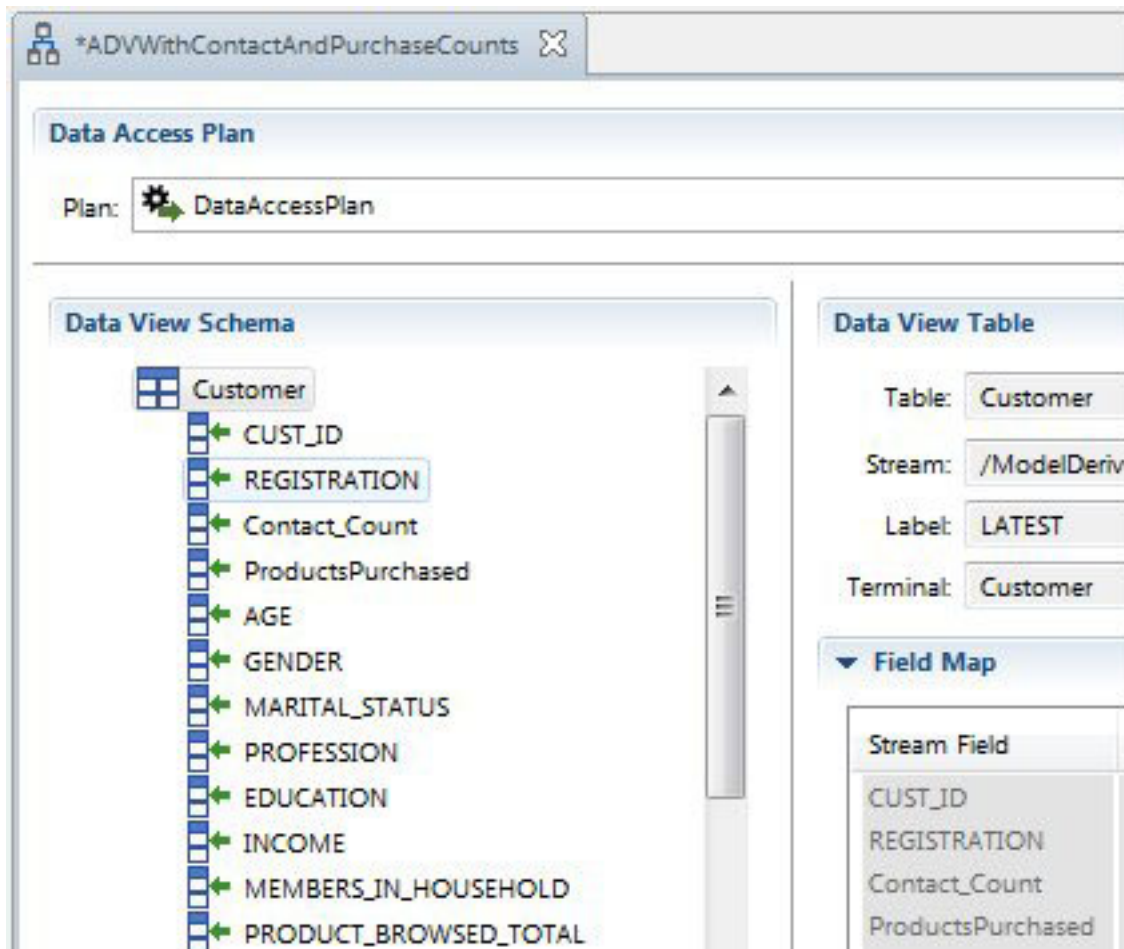 *ADVWithContactAndPurchaseCounts
Data Access Plan
Plan: DataAccessPlan
Data View Schema
Customer
CUST_ID
REGISTRATION
Contact_Count
ProductsPurchased
AGE
GENDER
MARITAL_STATUS
PROFESSION
EDUCATION
INCOME
MEMBERS_IN_HOUSEHOLD
PRODUCT_BROWSED_TOTAL
Data View Table
Table: Customer
Stream: /ModelDeriv
Label: LATEST
Terminal: Customer
Field Map
Stream Field
CUST_ID
REGISTRATION
Contact_Count
ProductsPurchased